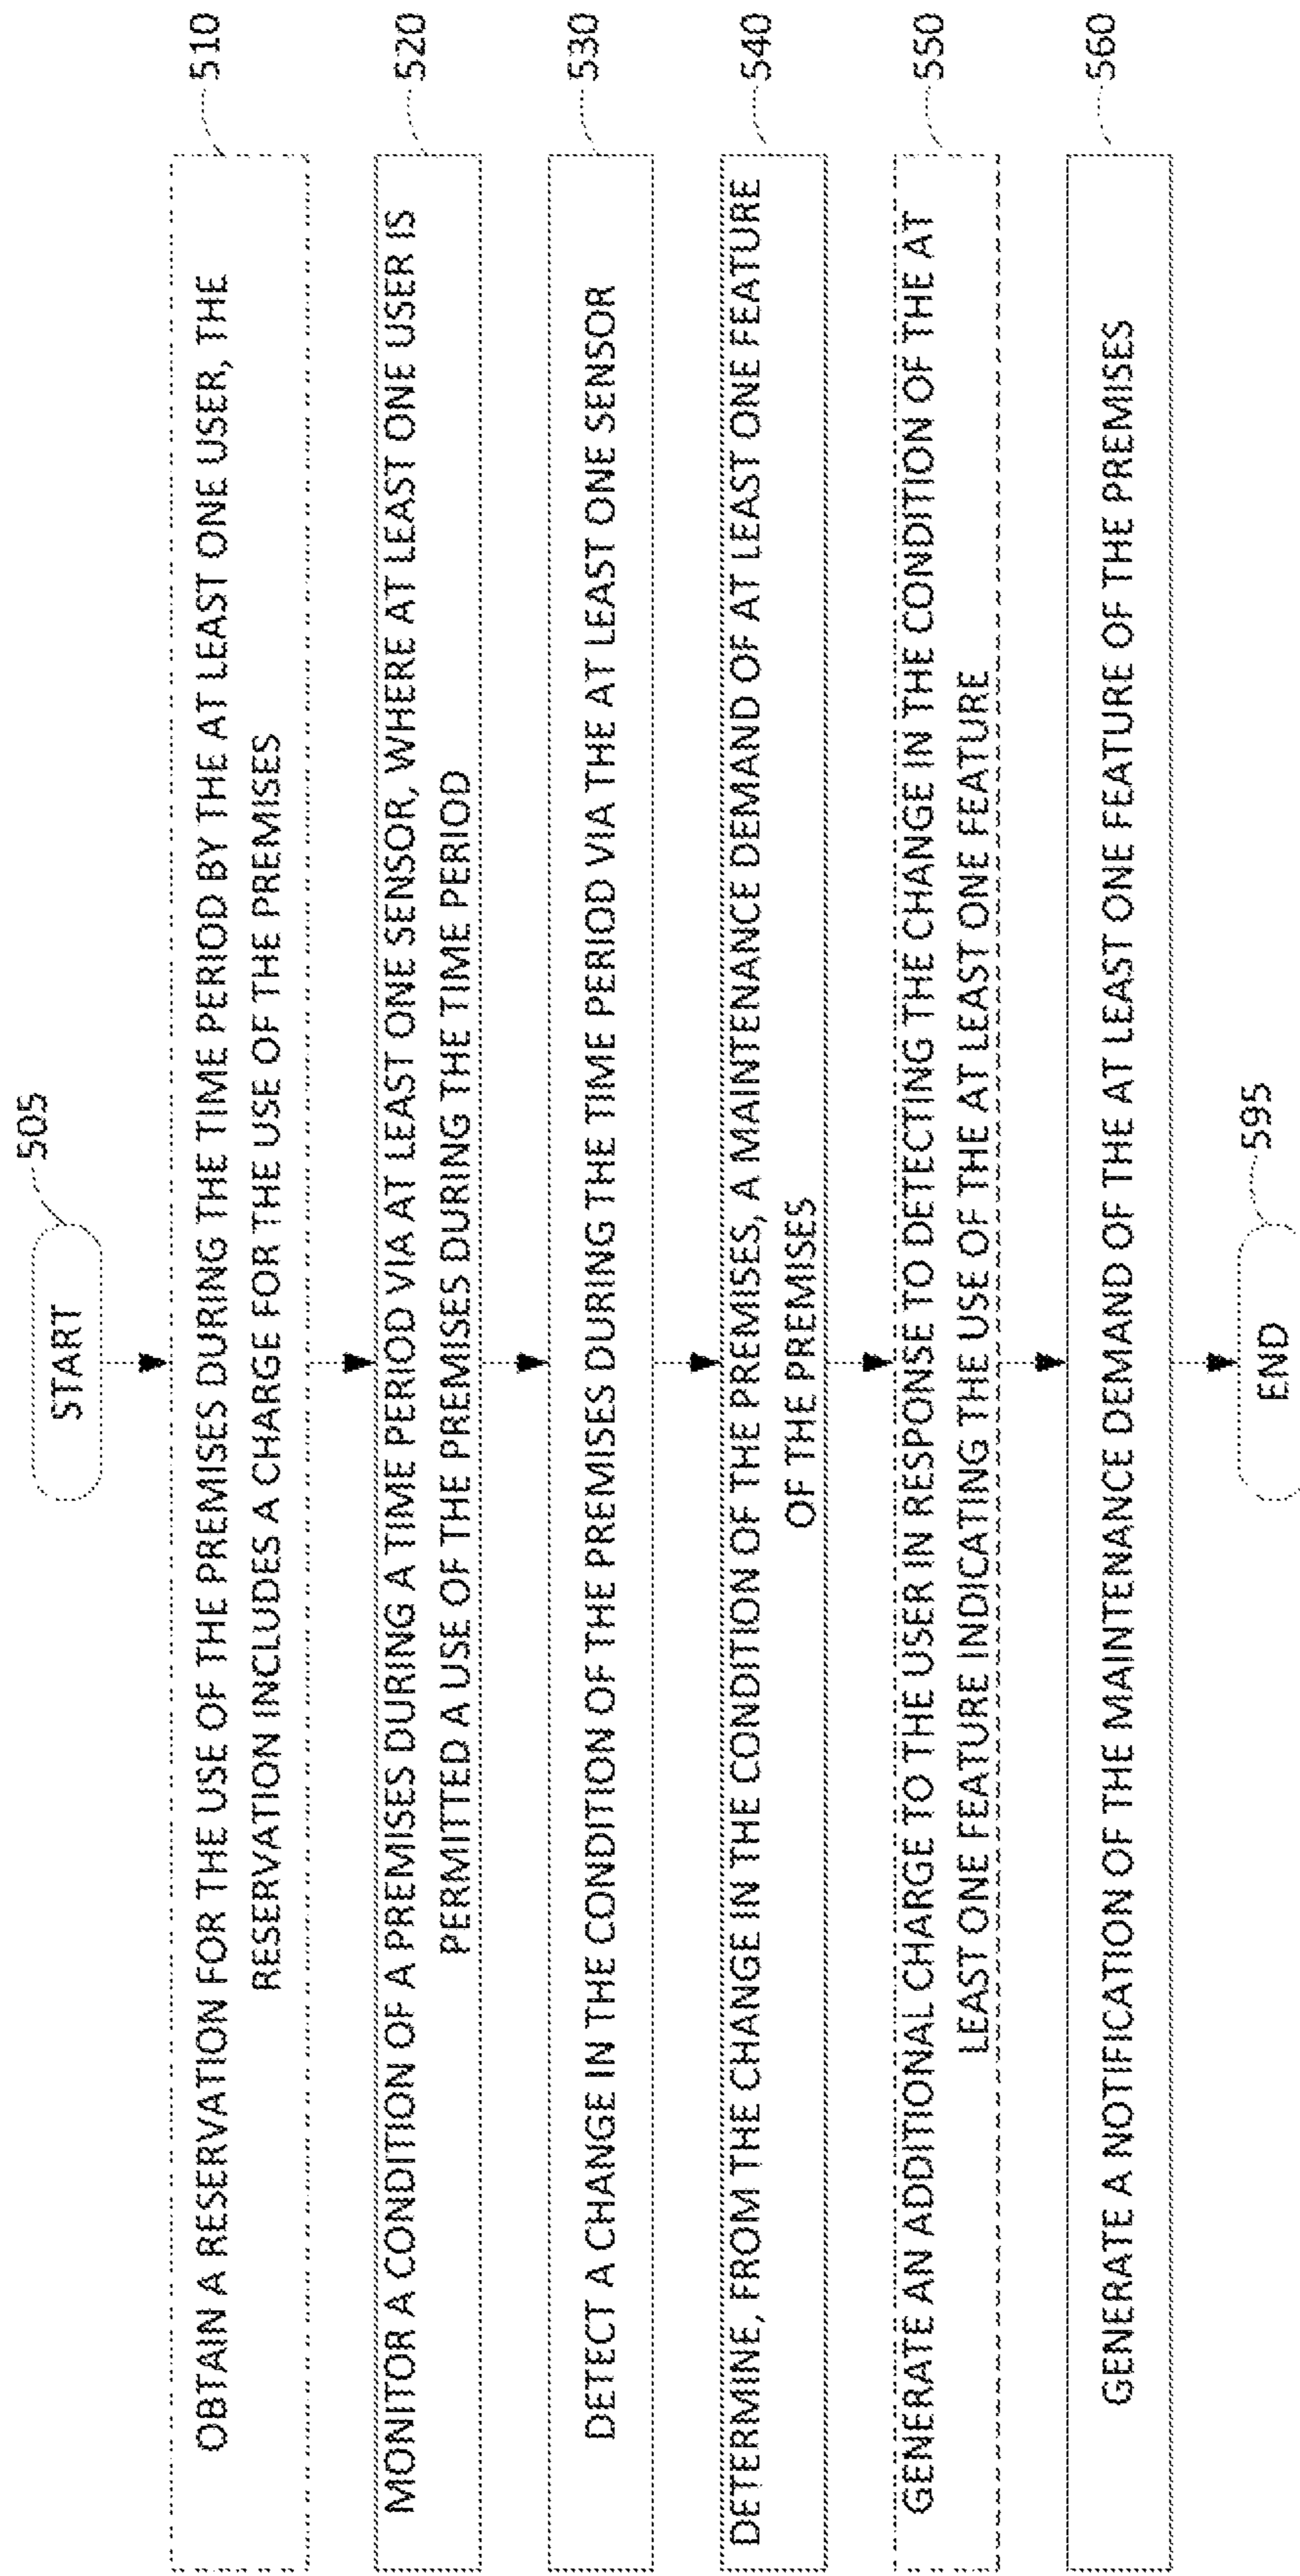 505
START
OBTAIN A RESERVATION FOR THE USE OF THE PREMISES DURING THE TIME PERIOD BY THE AT LEAST ONE USER, THE
RESERVATION INCLUDES A CHARGE FOR THE USE OF THE PREMISES
510
MONITOR A CONDITION OF A PREMISES DURING A TIME PERIOD VIA AT LEAST ONE SENSOR, WHERE AT LEAST ONE USER IS
PERMITTED A USE OF THE PREMISES DURING THE TIME PERIOD
520
DETECT A CHANGE IN THE CONDITION OF THE PREMISES DURING THE TIME PERIOD VIA THE AT LEAST ONE SENSOR
530
DETERMINE, FROM THE CHANGE IN THE CONDITION OF THE PREMISES, A MAINTENANCE DEMAND OF AT LEAST ONE FEATURE
OF THE PREMISES
540
GENERATE AN ADDITIONAL CHARGE TO THE USER IN RESPONSE TO DETECTING THE CHANGE IN THE CONDITION OF THE AT
LEAST ONE FEATURE INDICATING THE USE OF THE AT LEAST ONE FEATURE
550
GENERATE A NOTIFICATION OF THE MAINTENANCE DEMAND OF THE AT LEAST ONE FEATURE OF THE PREMISES
560
595
END